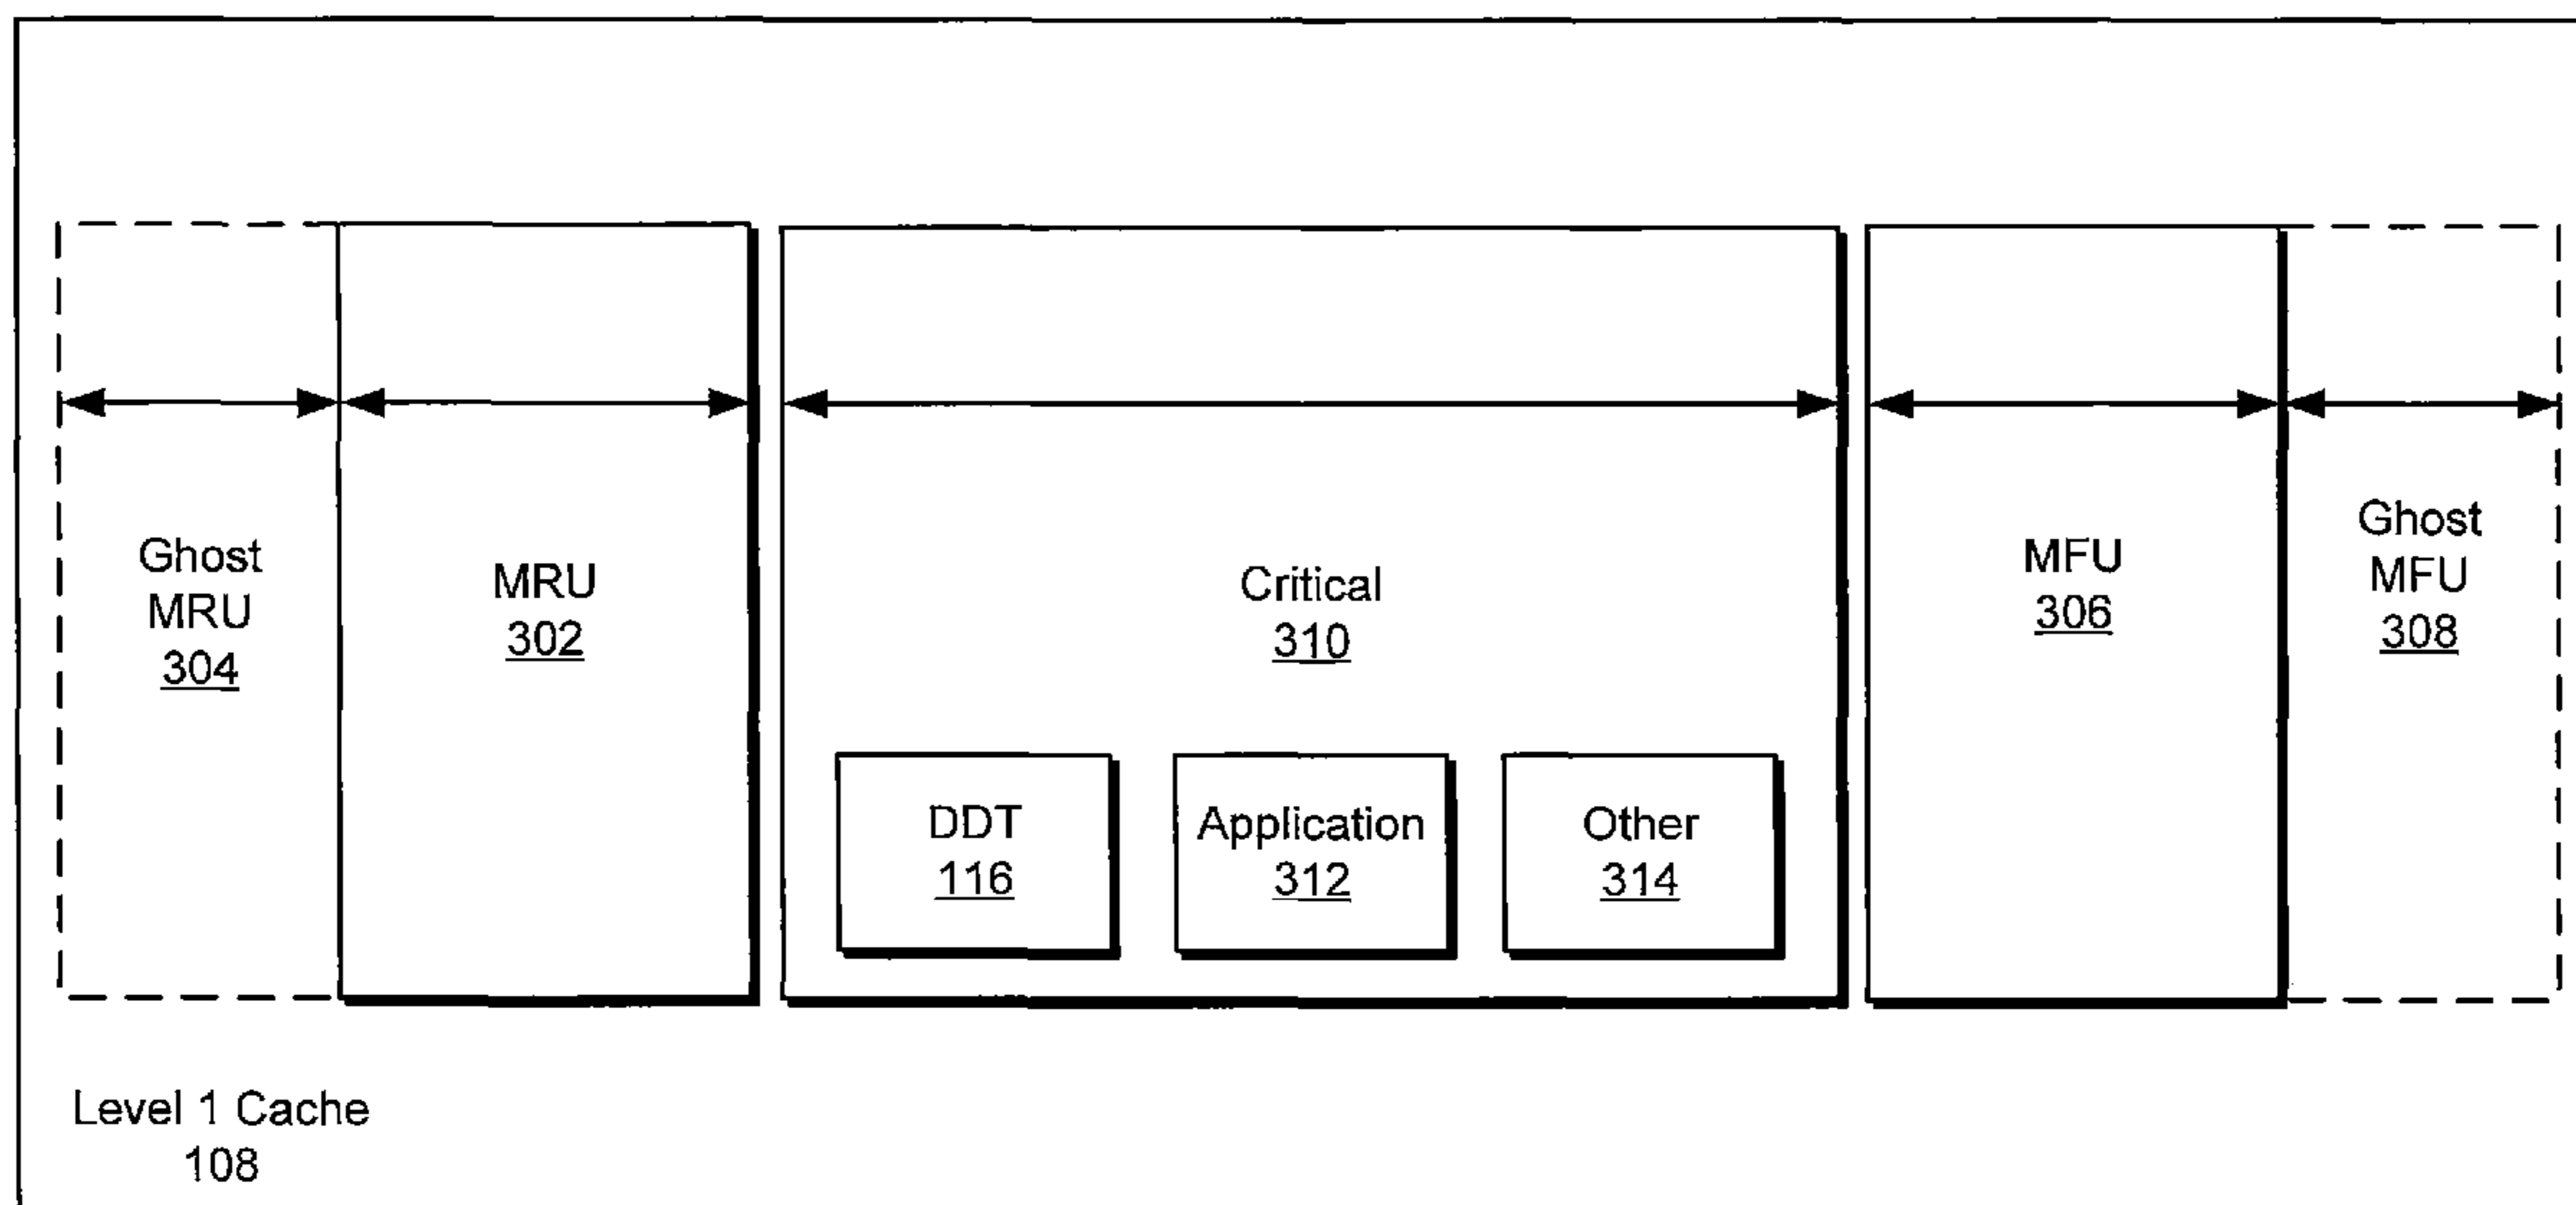 Ghost
MRU
304
MRU
302
Critical
310
DDT
116
Application
312
Other
314
MFU
306
Ghost
MFU
308
Level 1 Cache
108